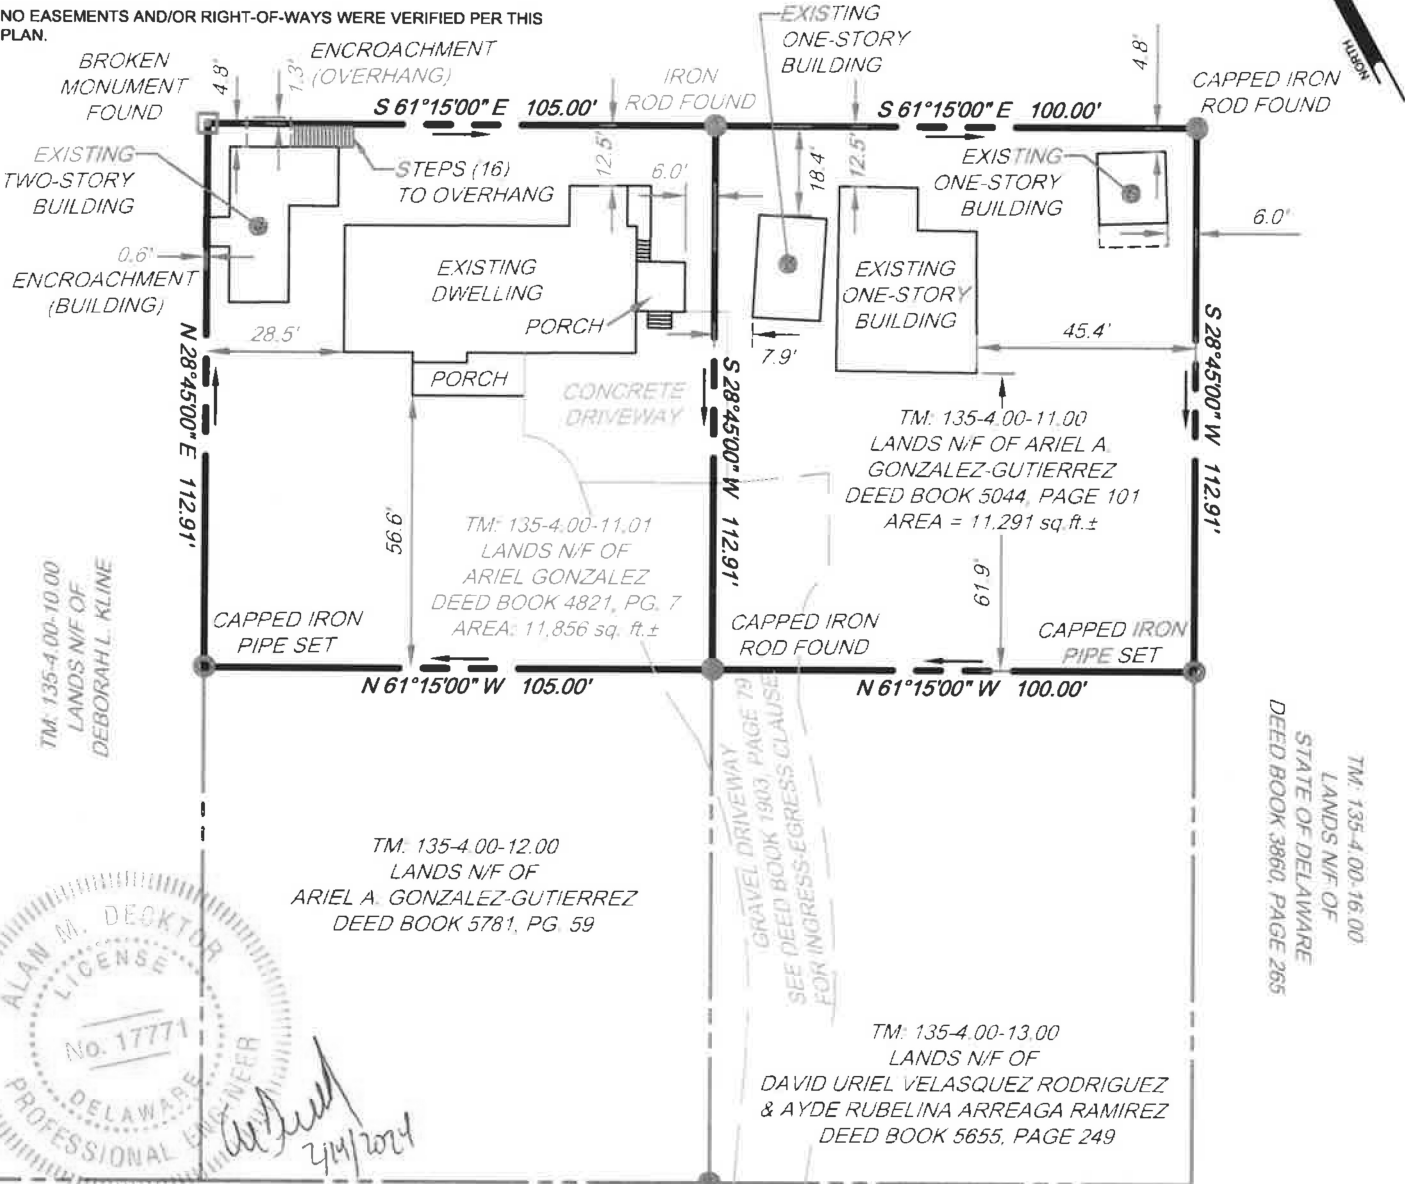 NO EASEMENTS AND/OR RIGHT-OF-WAYS WERE VERIFIED PER THIS
PLAN.
NORTH
BROKEN
MONUMENT
FOUND
4.8'
1.3'
ENCROACHMENT
(OVERHANG)
S 61°15'00" E 105.00'
IRON
ROD FOUND
EXISTING
ONE-STORY
BUILDING
S 61°15'00" E 100.00'
4.8'
CAPPED IRON
ROD FOUND
EXISTING
TWO-STORY
BUILDING
STEPS (16)
TO OVERHANG
12.5'
6.0'
18.4'
12.5'
EXISTING
ONE-STORY
BUILDING
6.0'
0.6'
ENCROACHMENT
(BUILDING)
EXISTING
DWELLING
PORCH
EXISTING
ONE-STORY
BUILDING
28.5'
7.9'
45.4'
N 28°45'00" E 112.91'
PORCH
CONCRETE
DRIVEWAY
S 28°45'00" W 112.91'
S 28°45'00" W 112.91'
TM: 135-4.00-11.00
LANDS N/F OF ARIEL A.
GONZALEZ-GUTIERREZ
DEED BOOK 5044, PAGE 101
AREA = 11,291 sq.ft.±
56.9'
TM: 135-4.00-11.01
LANDS N/F OF
ARIEL GONZALEZ
DEED BOOK 4821, PG. 7
AREA: 11,856 sq. ft.±
61.9'
CAPPED IRON
PIPE SET
CAPPED IRON
ROD FOUND
CAPPED IRON
PIPE SET
N 61°15'00" W 105.00'
N 61°15'00" W 100.00'
TM: 135-4.00-10.00
LANDS N/F OF
DEBORAH L. KLINE
GRAVEL DRIVEWAY
SEE DEED BOOK 1903, PAGE 79
FOR INGRESS-EGRESS CLAUSE
TM: 135-4.00-16.00
LANDS N/F OF
STATE OF DELAWARE
DEED BOOK 3860, PAGE 265
TM: 135-4.00-12.00
LANDS N/F OF
ARIEL A. GONZALEZ-GUTIERREZ
DEED BOOK 5781, PG. 59
TM: 135-4.00-13.00
LANDS N/F OF
DAVID URIEL VELASQUEZ RODRIGUEZ
& AYDE RUBELINA ARREAGA RAMIREZ
DEED BOOK 5655, PAGE 249
ALAN M. DECKTOR
LICENSE
No. 17771
DELAWARE
PROFESSIONAL ENGINEER
2/14/2024